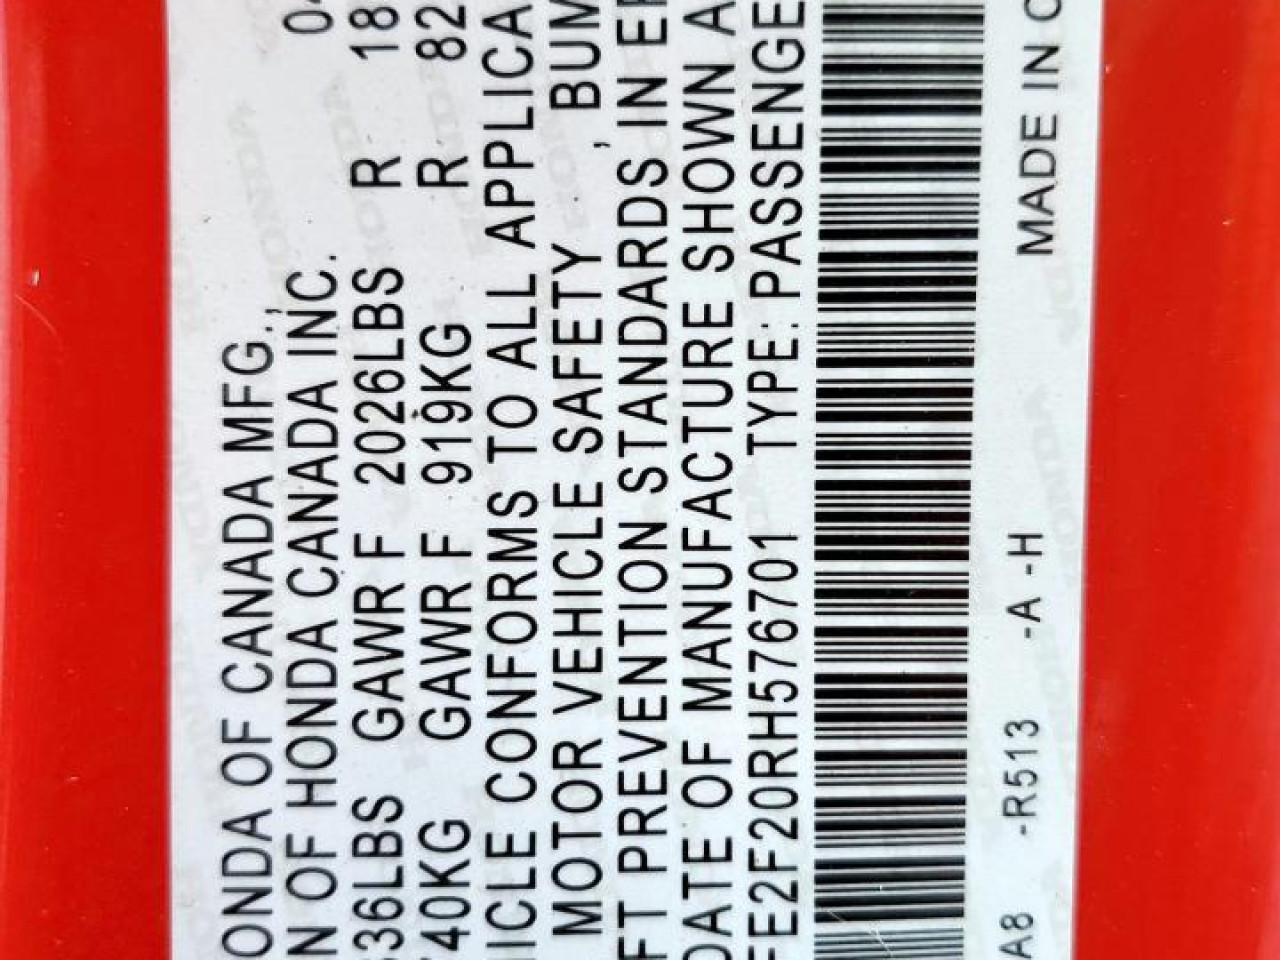 ONDA OF CANADA MFG.,
N OF HONDA CANADA INC. 04
36LBS GAWR F 2026LBS R 18
40KG GAWR F 919KG R 82
ICLE CONFORMS TO ALL APPLICA
MOTOR VEHICLE SAFETY , BUM
FT PREVENTION STANDARDS IN E
DATE OF MANUFACTURE SHOWN A
FE2F20RH576701 TYPE: PASSENGE
A8 -R513 -A -H MADE IN C